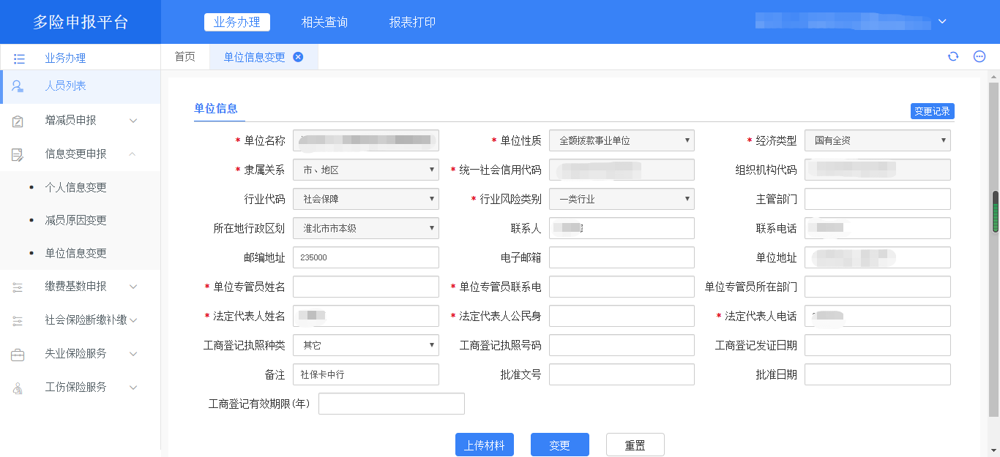 多险申报平台
业务办理 相关查询 报表打印
业务办理
人员列表
增减员申报
信息变更申报
个人信息变更
减员原因变更
单位信息变更
缴费基数申报
社会保险断缴补缴
失业保险服务
工伤保险服务
首页 单位信息变更
单位信息 变更记录
* 单位名称 * 单位性质 全额拨款事业单位 * 经济类型 国有全资
* 隶属关系 市、地区 * 统一社会信用代码 组织机构代码
行业代码 社会保障 * 行业风险类别 一类行业 主管部门
所在地行政区划 淮北市市本级 联系人 联系电话
邮编地址 235000 电子邮箱 单位地址
* 单位专管员姓名 * 单位专管员联系电 单位专管员所在部门
* 法定代表人姓名 * 法定代表人公民身 * 法定代表人电话
工商登记执照种类 其它 工商登记执照号码 工商登记发证日期
备注 社保卡中行 批准文号 批准日期
工商登记有效期限(年)
上传材料 变更 重置